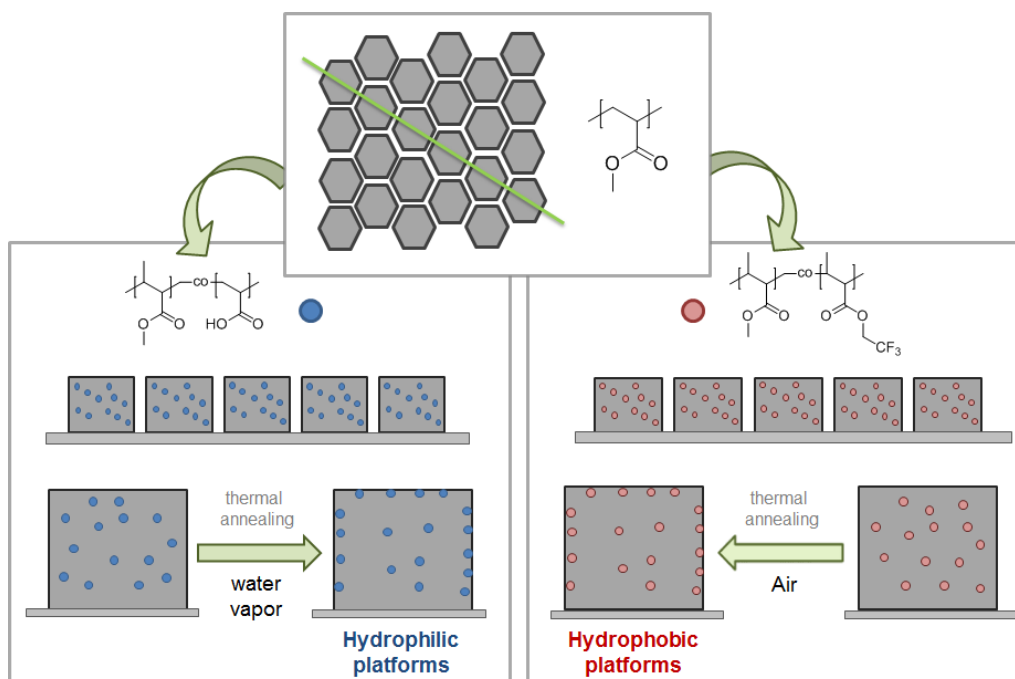 O
O
co
O
O
HO
O
co
O
O
O
O
CF3
thermal
annealing
water
vapor
Hydrophilic
platforms
thermal
annealing
Air
Hydrophobic
platforms